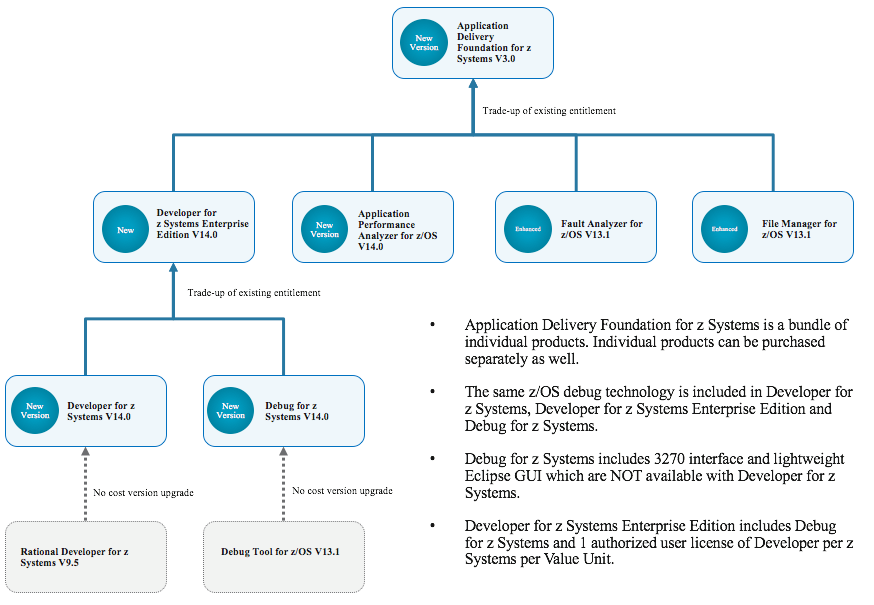 New
Version
Application
Delivery
Foundation for z
Systems V3.0
Trade-up of existing entitlement
New
Developer for
z Systems Enterprise
Edition V14.0
New
Version
Application
Performance
Analyzer for z/OS
V14.0
Enhanced
Fault Analyzer for
z/OS V13.1
Enhanced
File Manager for
z/OS V13.1
Trade-up of existing entitlement
New
Version
Developer for z
Systems V14.0
New
Version
Debug for z
Systems V14.0
No cost version upgrade
No cost version upgrade
Rational Developer for z
Systems V9.5
Debug Tool for z/OS V13.1
• Application Delivery Foundation for z Systems is a bundle of
individual products. Individual products can be purchased
separately as well.
• The same z/OS debug technology is included in Developer for
z Systems, Developer for z Systems Enterprise Edition and
Debug for z Systems.
• Debug for z Systems includes 3270 interface and lightweight
Eclipse GUI which are NOT available with Developer for z
Systems.
• Developer for z Systems Enterprise Edition includes Debug
for z Systems and 1 authorized user license of Developer per z
Systems per Value Unit.